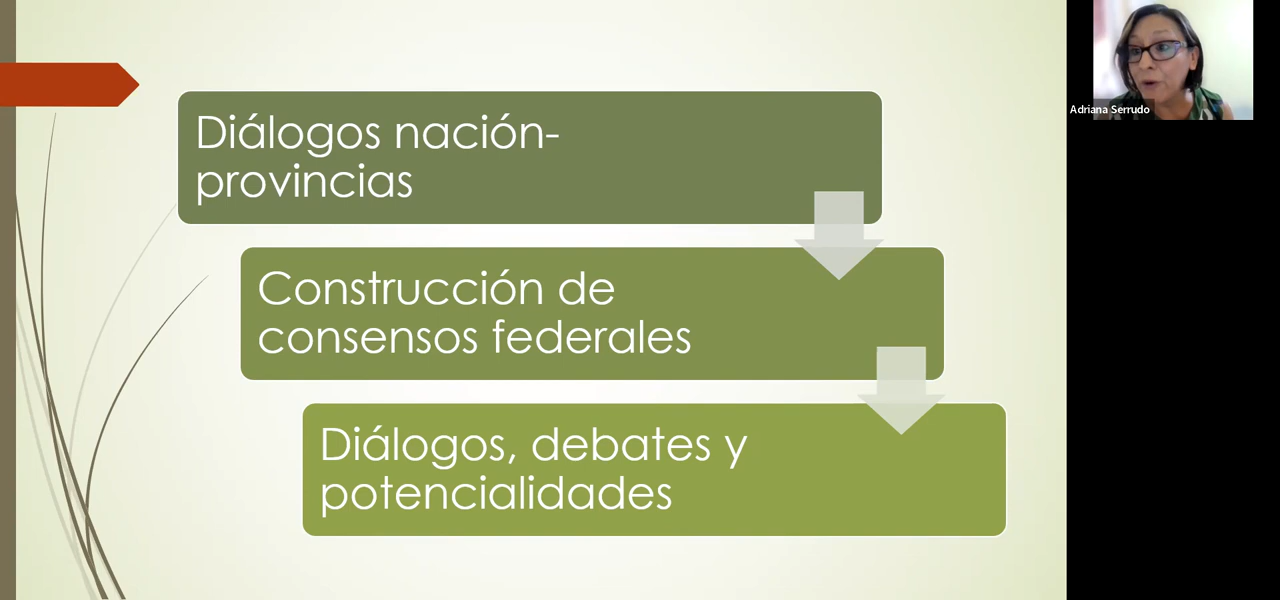 Diálogos nación-
provincias
Construcción de
consensos federales
Diálogos, debates y
potencialidades
Adriana Serrudo